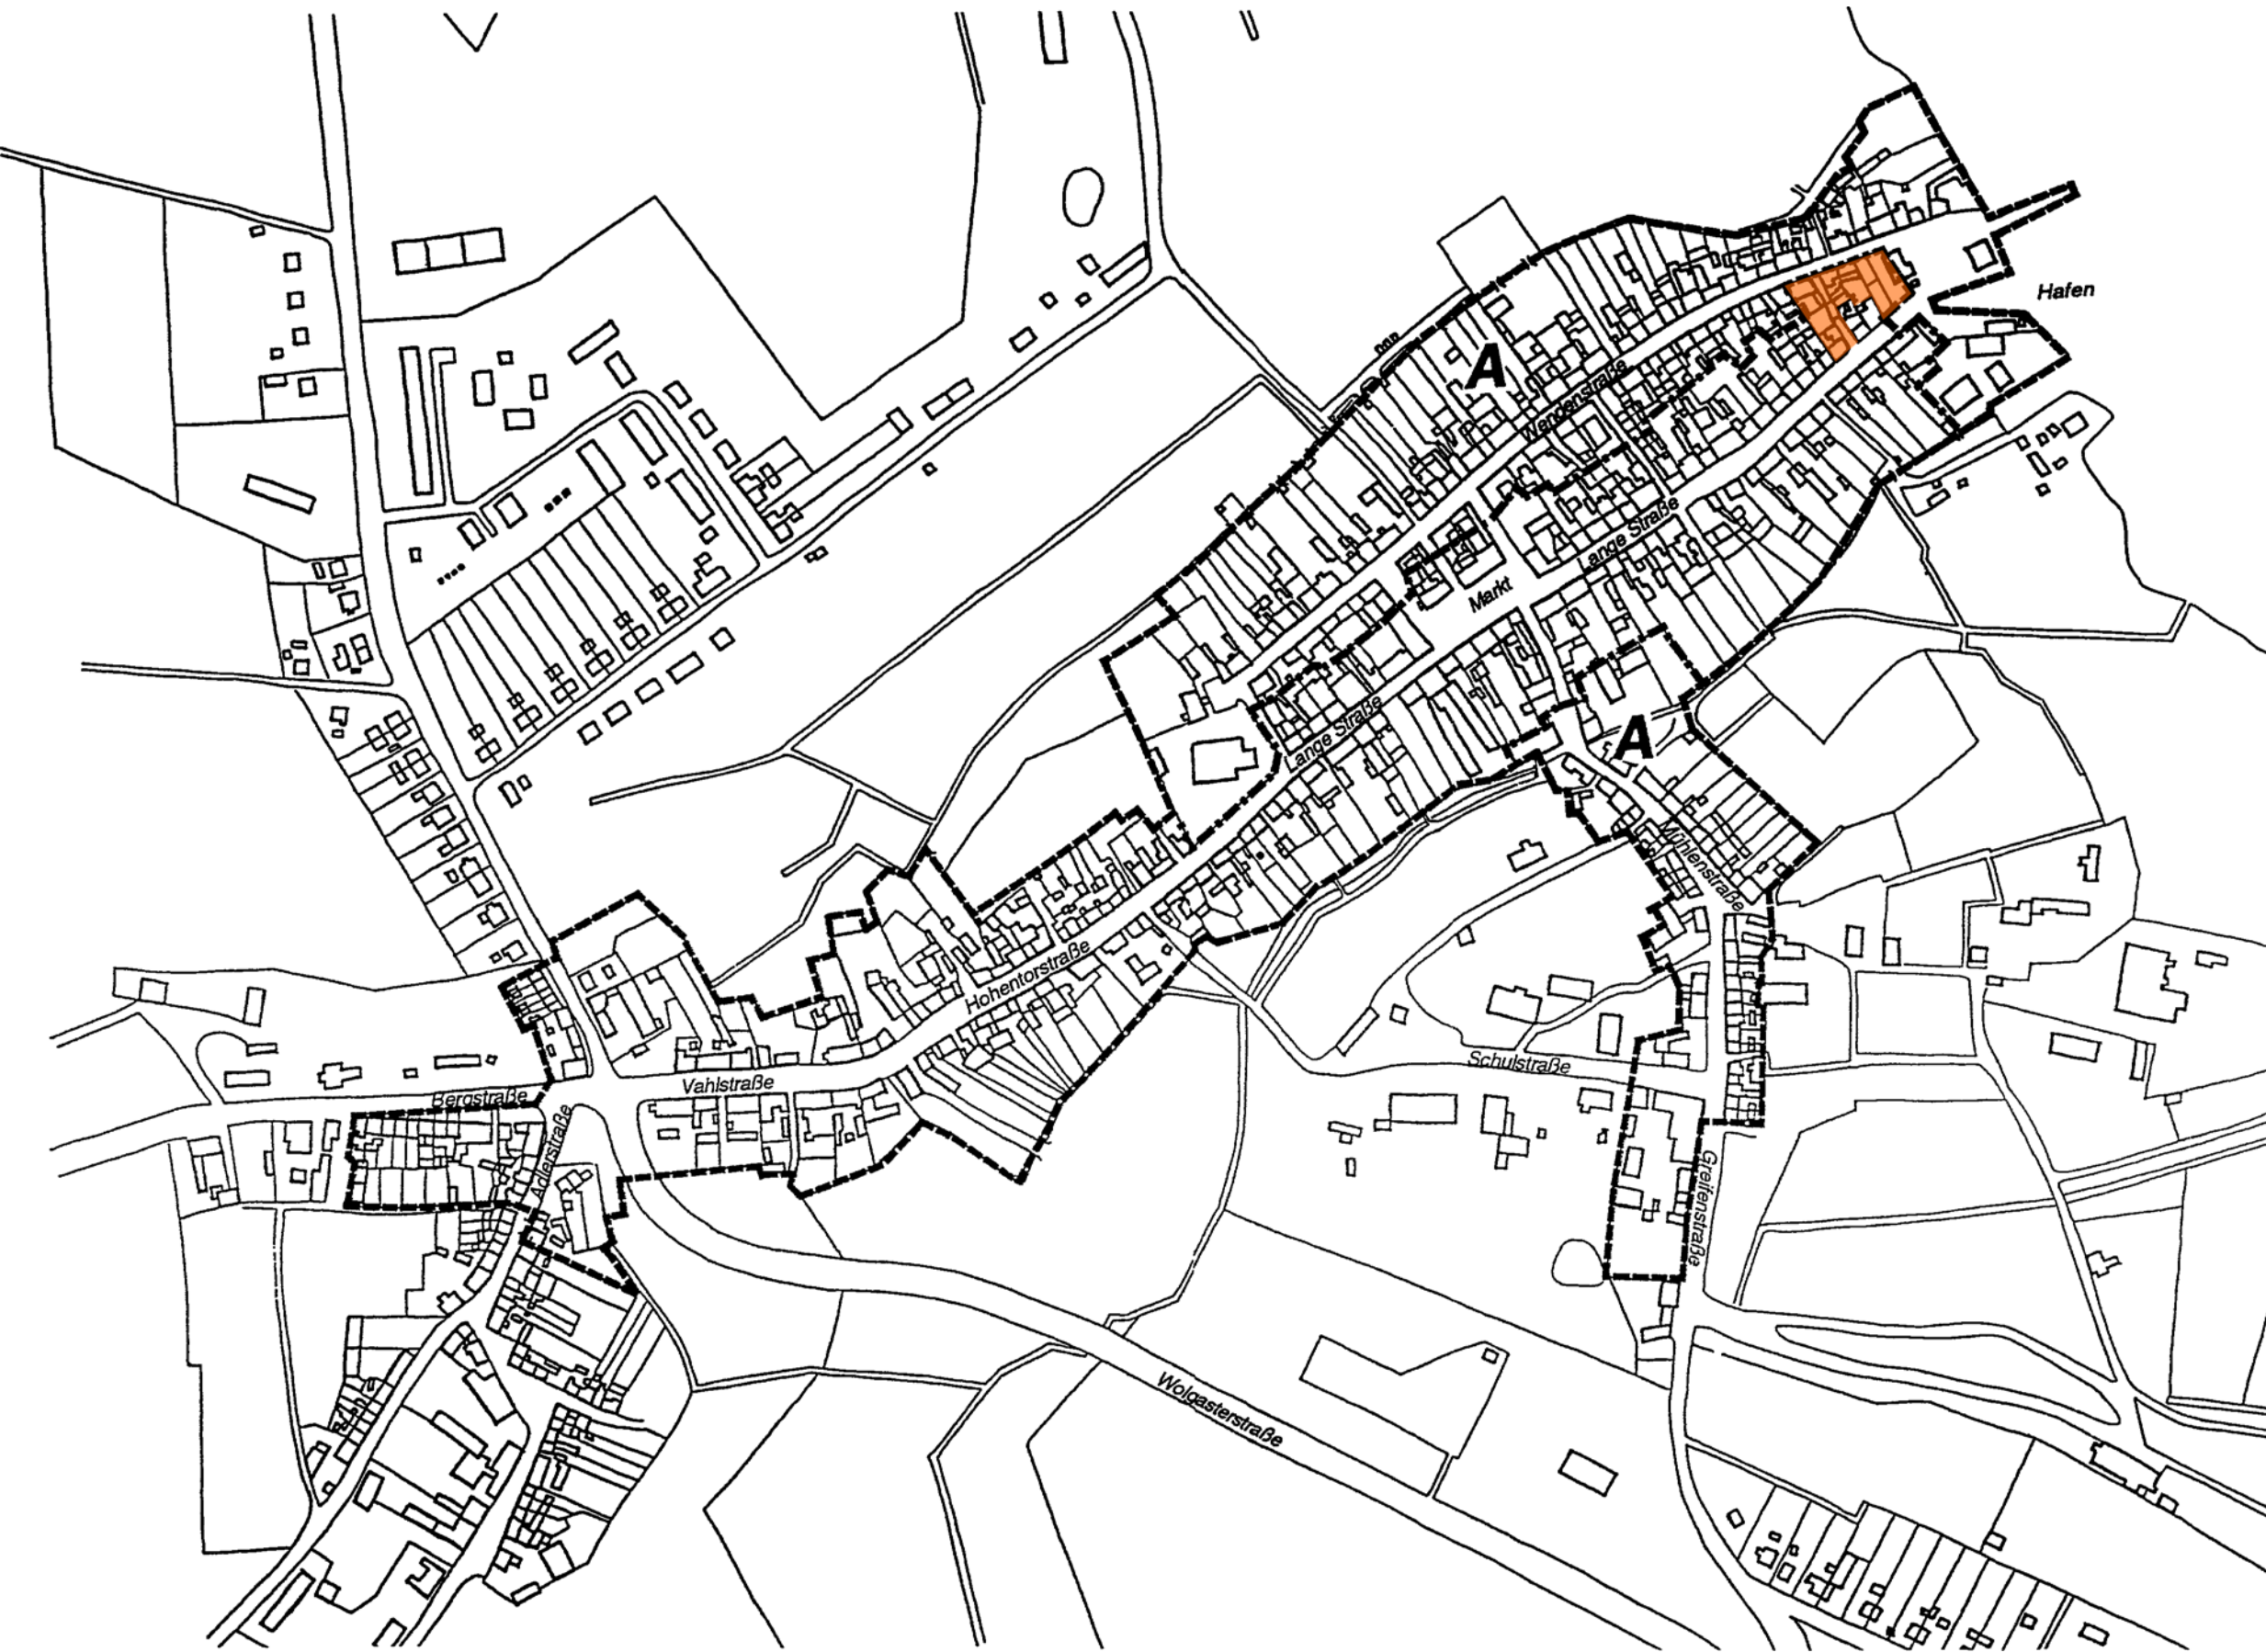 Hafen
A
Wendenstraße
Lange Straße
Markt
Lange Straße
A
Mühlenstraße
Hohentorstraße
Schulstraße
Vahlstraße
Bergstraße
Adlerstraße
Greifenstraße
Wolgasterstraße